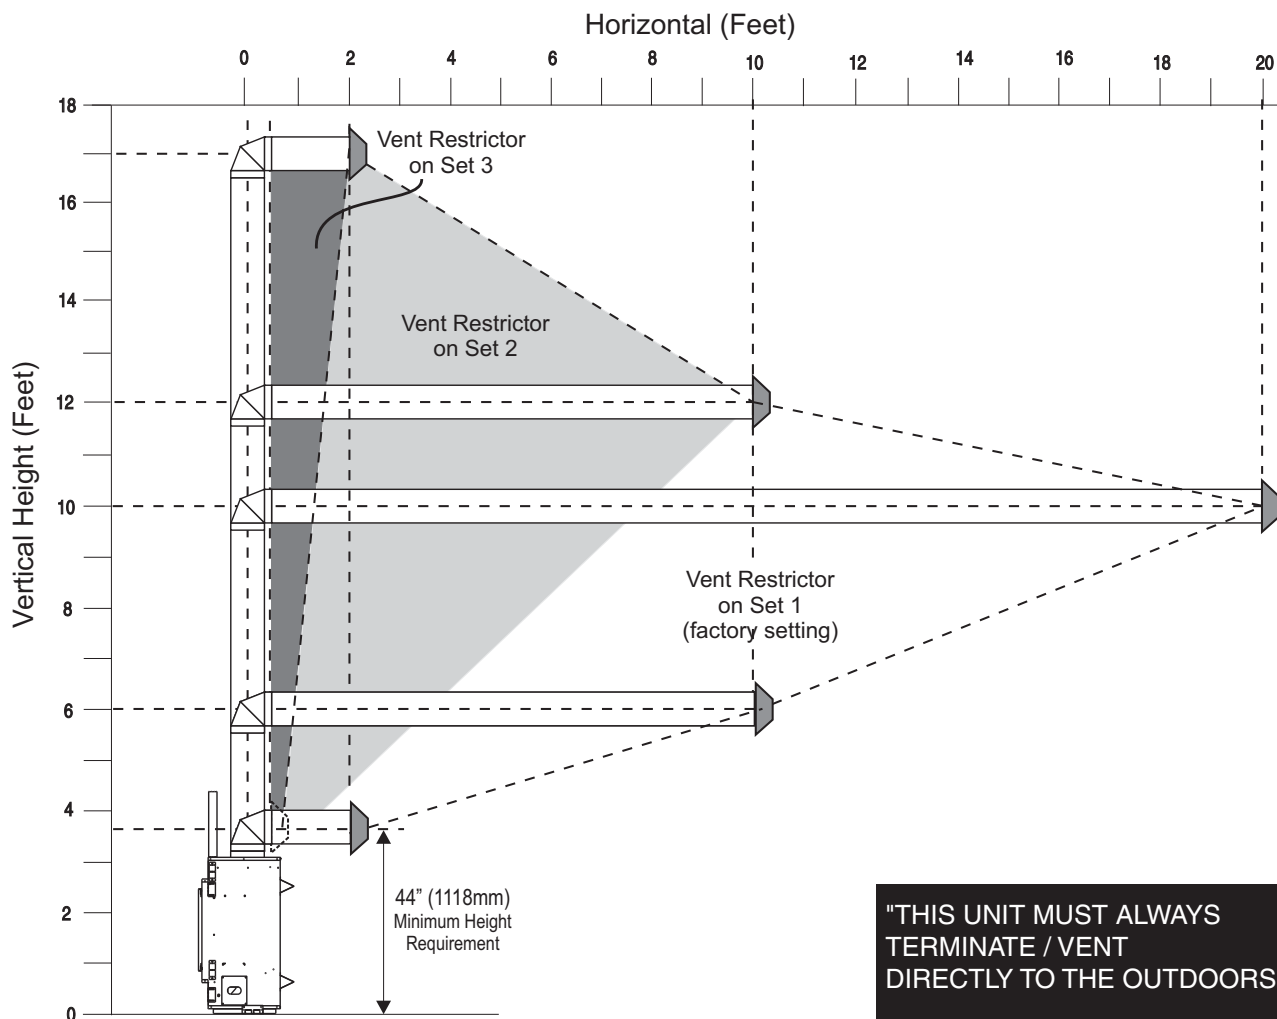 Horizontal (Feet)
0 2 4 6 8 10 12 14 16 18 20
18
16
14
12
10
8
6
4
2
0
Vertical Height (Feet)
Vent Restrictor
on Set 3
Vent Restrictor
on Set 2
Vent Restrictor
on Set 1
(factory setting)
44” (1118mm)
Minimum Height
Requirement
"THIS UNIT MUST ALWAYS
TERMINATE / VENT
DIRECTLY TO THE OUTDOORS